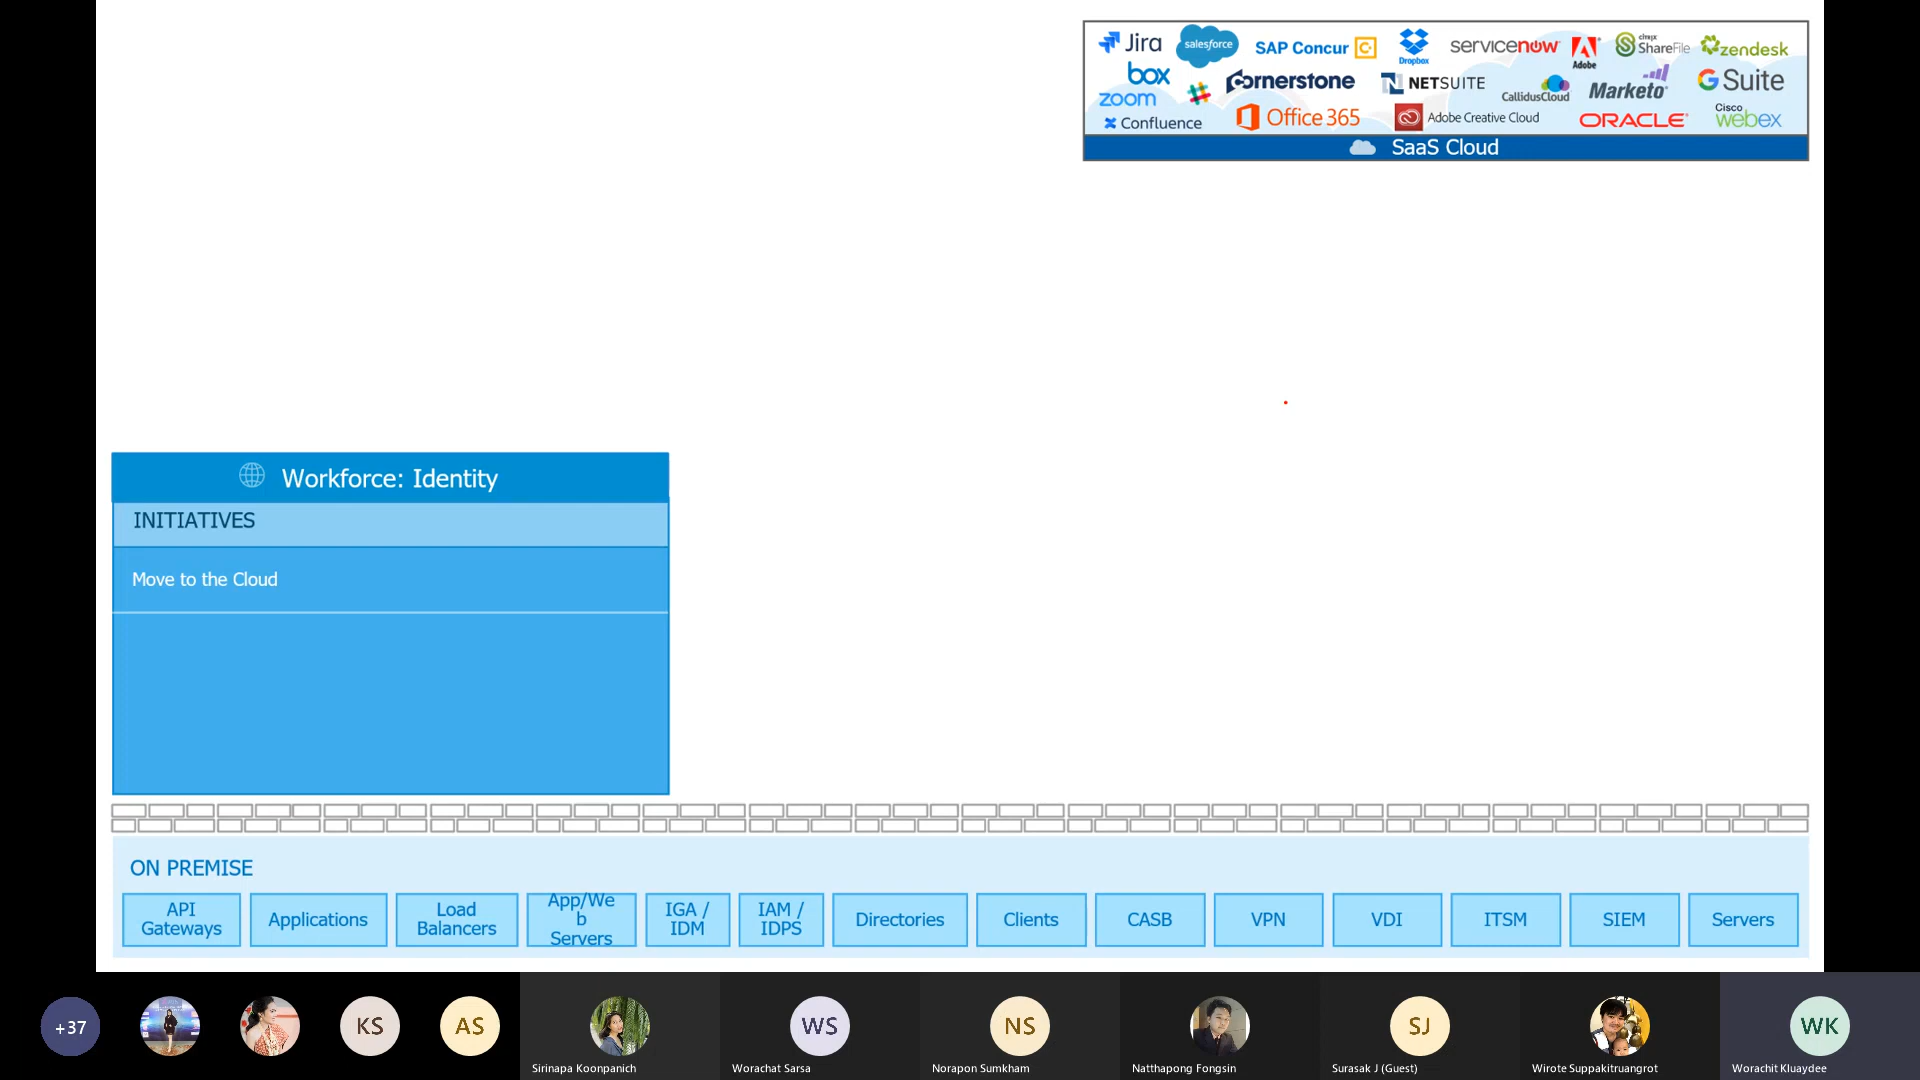 Jira
salesforce
SAP Concur
Dropbox
servicenow
Adobe
citrix
ShareFile
zendesk
box
Cornerstone
NETSUITE
CallidusCloud
Marketo
G Suite
zoom
Confluence
Office 365
Adobe Creative Cloud
ORACLE
Cisco
webex
SaaS Cloud
Workforce: Identity
INITIATIVES
Move to the Cloud
ON PREMISE
API
Gateways
Applications
Load
Balancers
App/We
b
Servers
IGA /
IDM
IAM /
IDPS
Directories
Clients
CASB
VPN
VDI
ITSM
SIEM
Servers
+37
KS
AS
Sirinapa Koonpanich
WS
Worachat Sarsa
NS
Norapon Sumkham
Natthapong Fongsin
SJ
Surasak J (Guest)
Wirote Suppakitruangrot
WK
Worachit Kluaydee